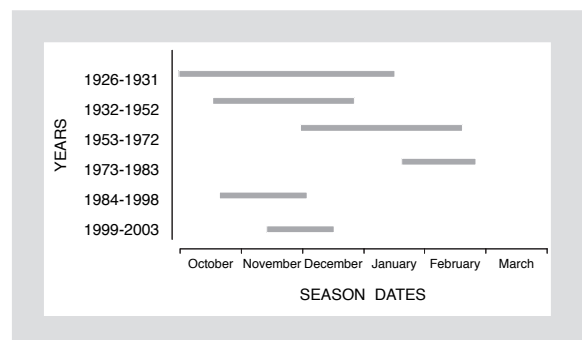 1926-1931
1932-1952
1953-1972
1973-1983
1984-1998
1999-2003
YEARS
October November December January February March
SEASON DATES